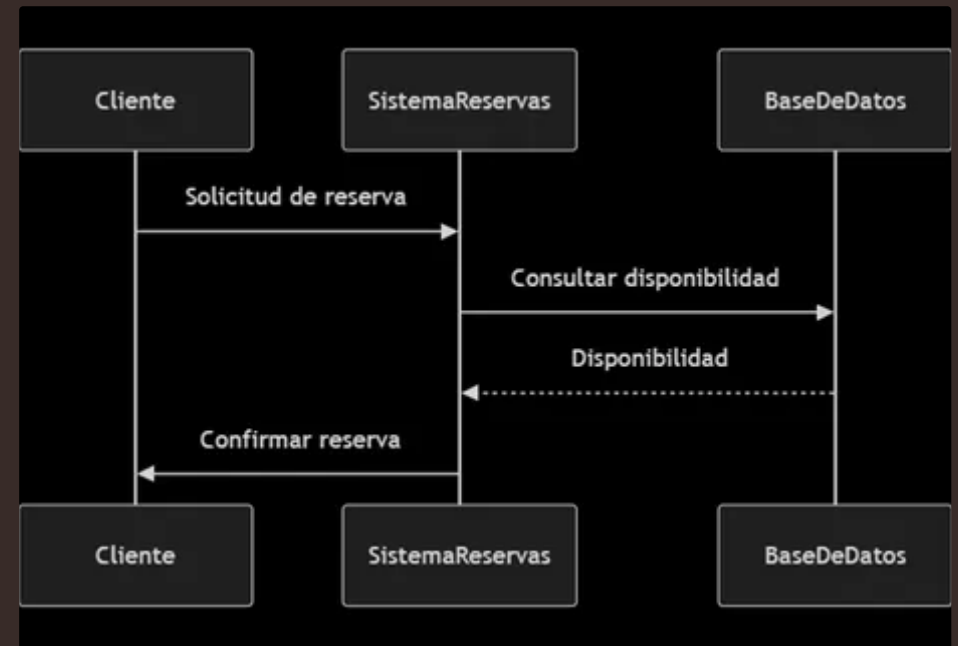 Cliente
SistemaReservas
BaseDeDatos
Solicitud de reserva
Consultar disponibilidad
Disponibilidad
Confirmar reserva
Cliente
SistemaReservas
BaseDeDatos